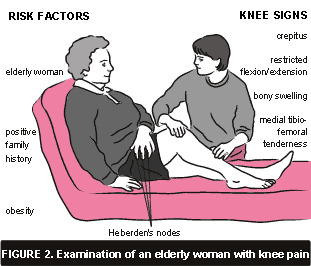 RISK FACTORS
KNEE SIGNS
crepitus
elderly woman
restricted
flexion/extension
bony swelling
positive
family
history
medial tibio-
femoral
tenderness
obesity
Heberden's nodes
FIGURE 2. Examination of an elderly woman with knee pain